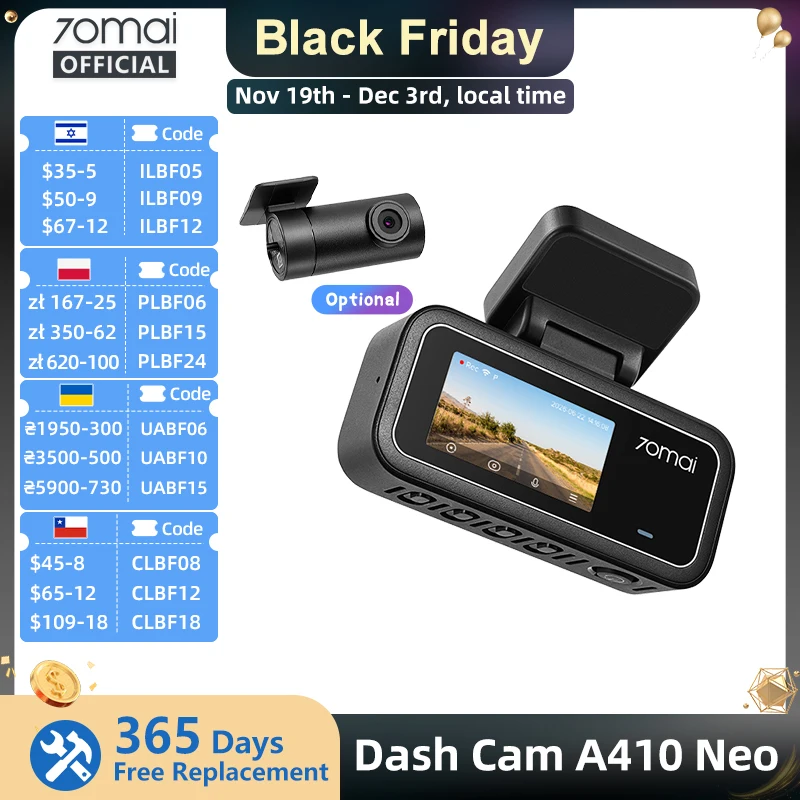 70mai
OFFICIAL
Black Friday
Nov 19th - Dec 3rd, local time
Code
$35-5 ILBF05
$50-9 ILBF09
$67-12 ILBF12
Code
zł 167-25 PLBF06
zł 350-62 PLBF15
zł 620-100 PLBF24
Code
₴1950-300 UABF06
₴3500-500 UABF10
₴5900-730 UABF15
Code
$45-8 CLBF08
$65-12 CLBF12
$109-18 CLBF18
Optional
Rec P
70mai
365 Days
Free Replacement
Dash Cam A410 Neo